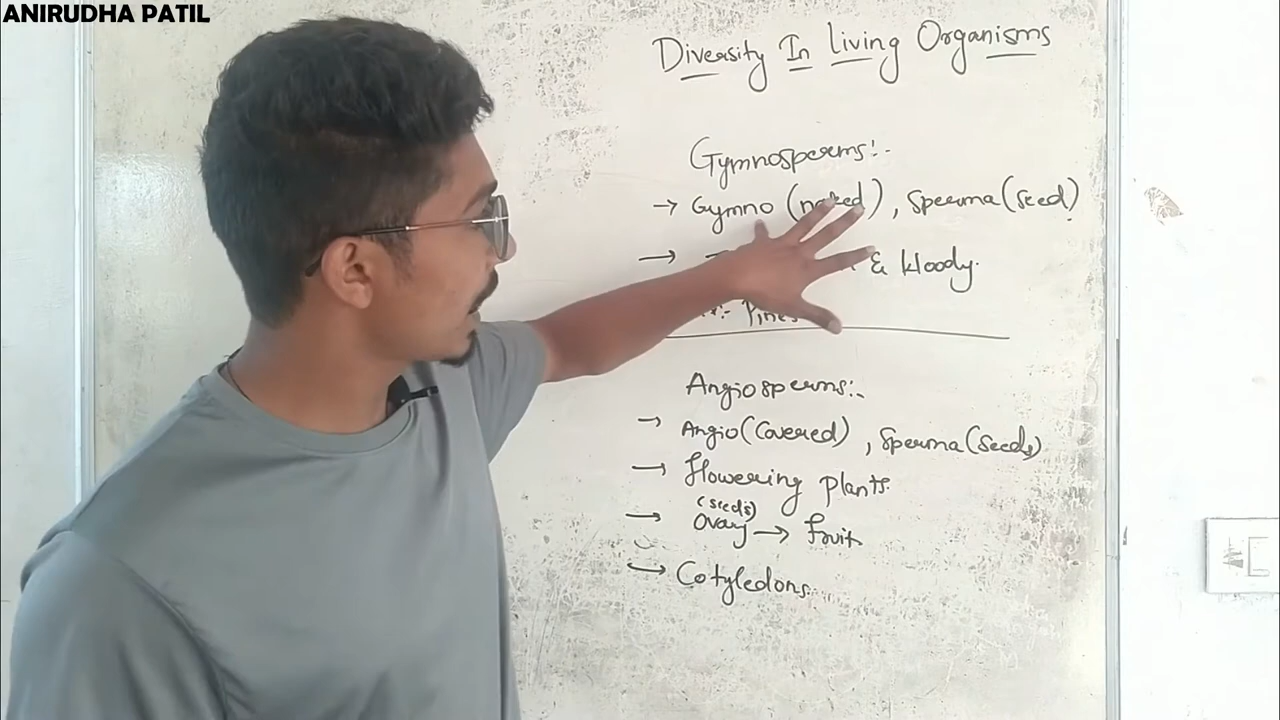 ANIRUDHA PATIL
Diversity In Living Organisms
Gymnosperms:-
→ Gymno (naked), Sperma (Seed)
→ & Woody.
Pines
Angiosperms:-
→ Angio (Covered), Sperma (Seeds)
→ flowering plants
(seeds)
→ Ovary → fruit
→ Cotyledons